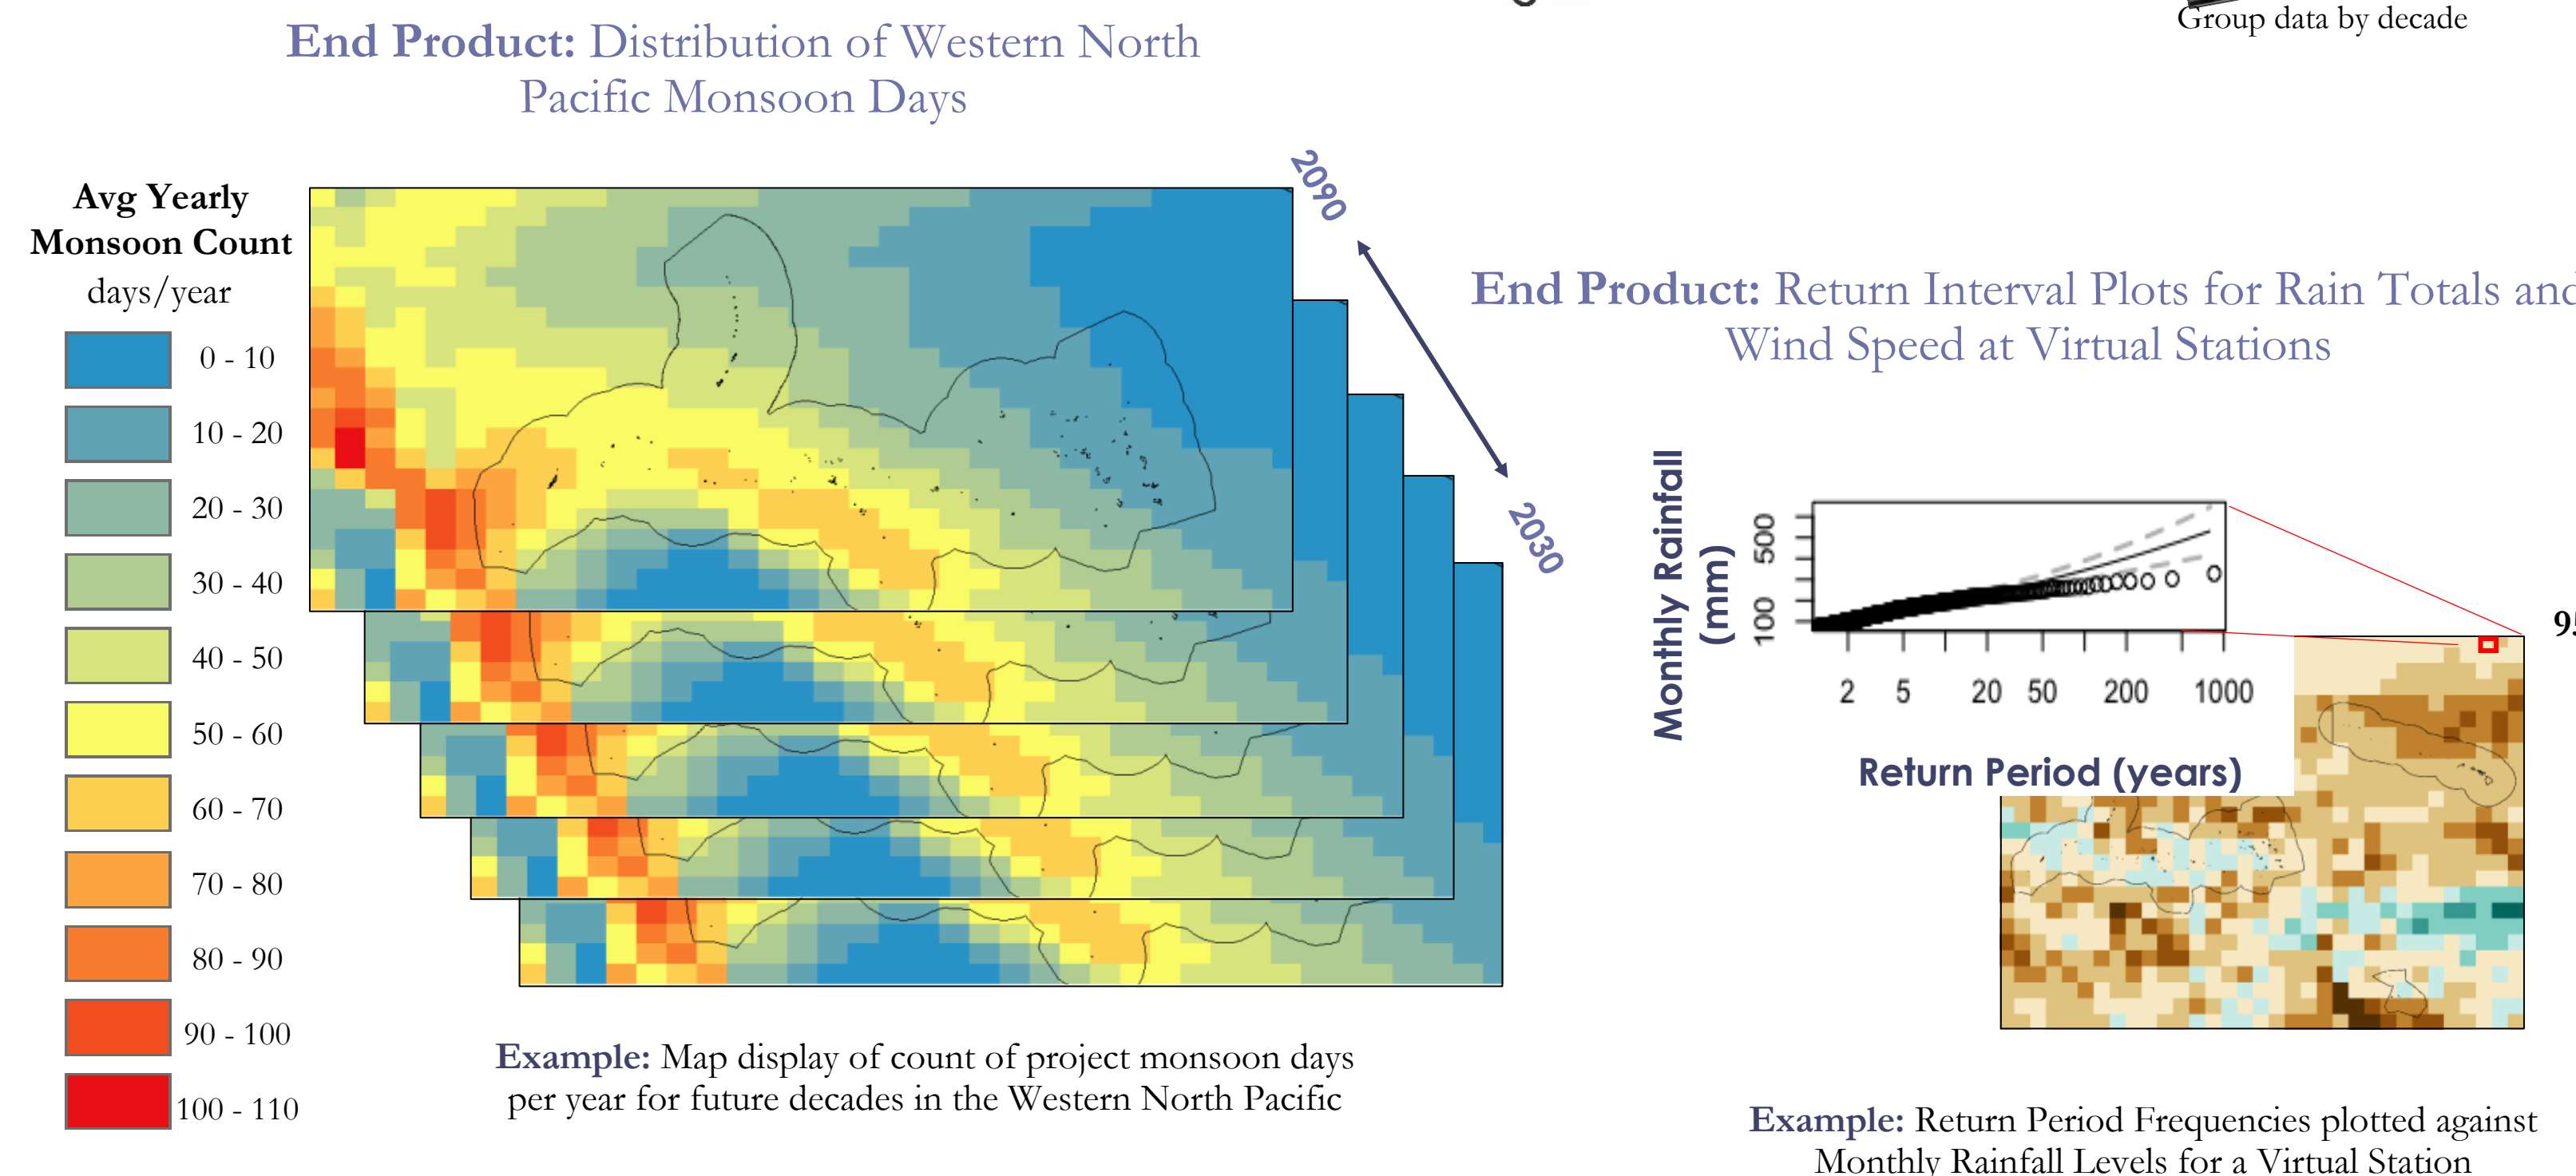 Group data by decade
End Product: Distribution of Western North
Pacific Monsoon Days
Avg Yearly
Monsoon Count
days/year
0 - 10
10 - 20
20 - 30
30 - 40
40 - 50
50 - 60
60 - 70
70 - 80
80 - 90
90 - 100
100 - 110
2090
2030
Example: Map display of count of project monsoon days
per year for future decades in the Western North Pacific
End Product: Return Interval Plots for Rain Totals and
Wind Speed at Virtual Stations
Monthly Rainfall
(mm)
500
100
2 5 20 50 200 1000
Return Period (years)
Example: Return Period Frequencies plotted against
Monthly Rainfall Levels for a Virtual Station